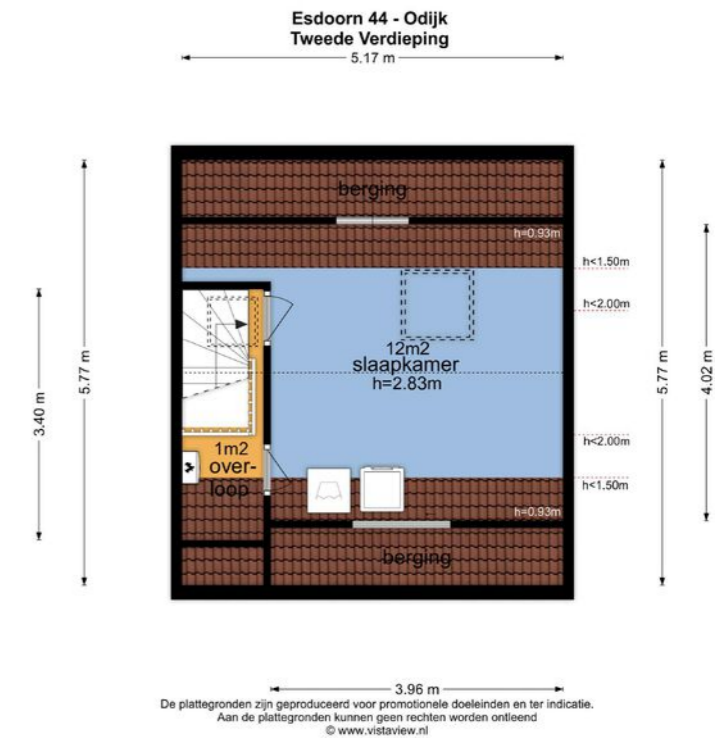 Esdoorn 44 - Odijk
Tweede Verdieping
5.17 m
berging
h=0.93m
h<1.50m
h<2.00m
12m2
slaapkamer
h=2.83m
5.77 m
3.40 m
5.77 m
4.02 m
h<2.00m
1m2
over-
loop
h<1.50m
h=0.93m
berging
3.96 m
De plattegronden zijn geproduceerd voor promotionele doeleinden en ter indicatie.
Aan de plattegronden kunnen geen rechten worden ontleend
© www.vistaview.nl